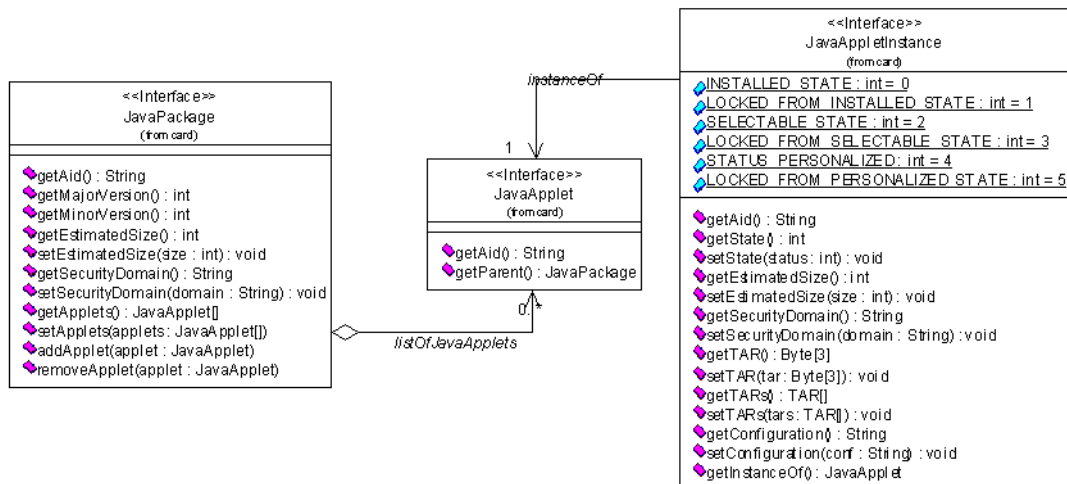 <<Interface>>
JavaPackage
(from card)
getAid() : String
getMajorVersion() : int
getMinorVersion() : int
getEstimatedSize() : int
setEstimatedSize(size : int) : void
getSecurityDomain() : String
setSecurityDomain(domain : String) : void
getApplets() : JavaApplet[]
setApplets(applets : JavaApplet[])
addApplet(applet : JavaApplet)
removeApplet(applet : JavaApplet)
instanceOf
1
<<Interface>>
JavaApplet
(from card)
getAid() : String
getParent() : JavaPackage
0..*
listOfJavaApplets
<<Interface>>
JavaAppletInstance
(from card)
INSTALLED_STATE : int = 0
LOCKED_FROM_INSTALLED_STATE : int = 1
SELECTABLE_STATE : int = 2
LOCKED_FROM_SELECTABLE_STATE : int = 3
STATUS_PERSONALIZED : int = 4
LOCKED_FROM_PERSONALIZED STATE : int = 5
getAid() : String
getState() : int
setState(status : int) : void
getEstimatedSize() : int
setEstimatedSize(size : int) : void
getSecurityDomain() : String
setSecurityDomain(domain : String) : void
getTAR() : Byte[3]
setTAR(tar : Byte[3]) : void
getTARs() : TAR[]
setTARs(tars : TAR[]) : void
getConfiguration() : String
setConfiguration(conf : String) : void
getInstanceOf() : JavaApplet